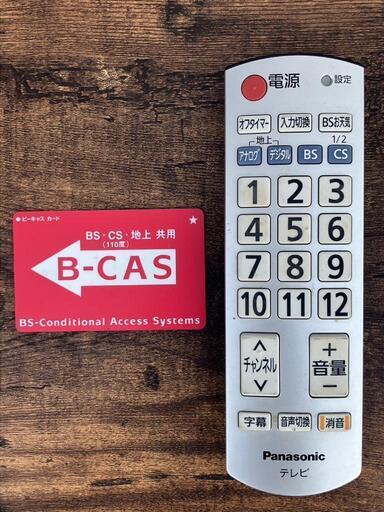 ビーキャス カード
BS・CS・地上 共用
(110度)
B-CAS
BS-Conditional Access Systems
電源
設定
オフタイマー 入力切換 BSお天気
地上 1/2
アナログ デジタル BS CS
1 2 3
4 5 6
7 8 9
10 11 12
チャンネル
+
音量
−
字幕 音声切換 消音
Panasonic
テレビ